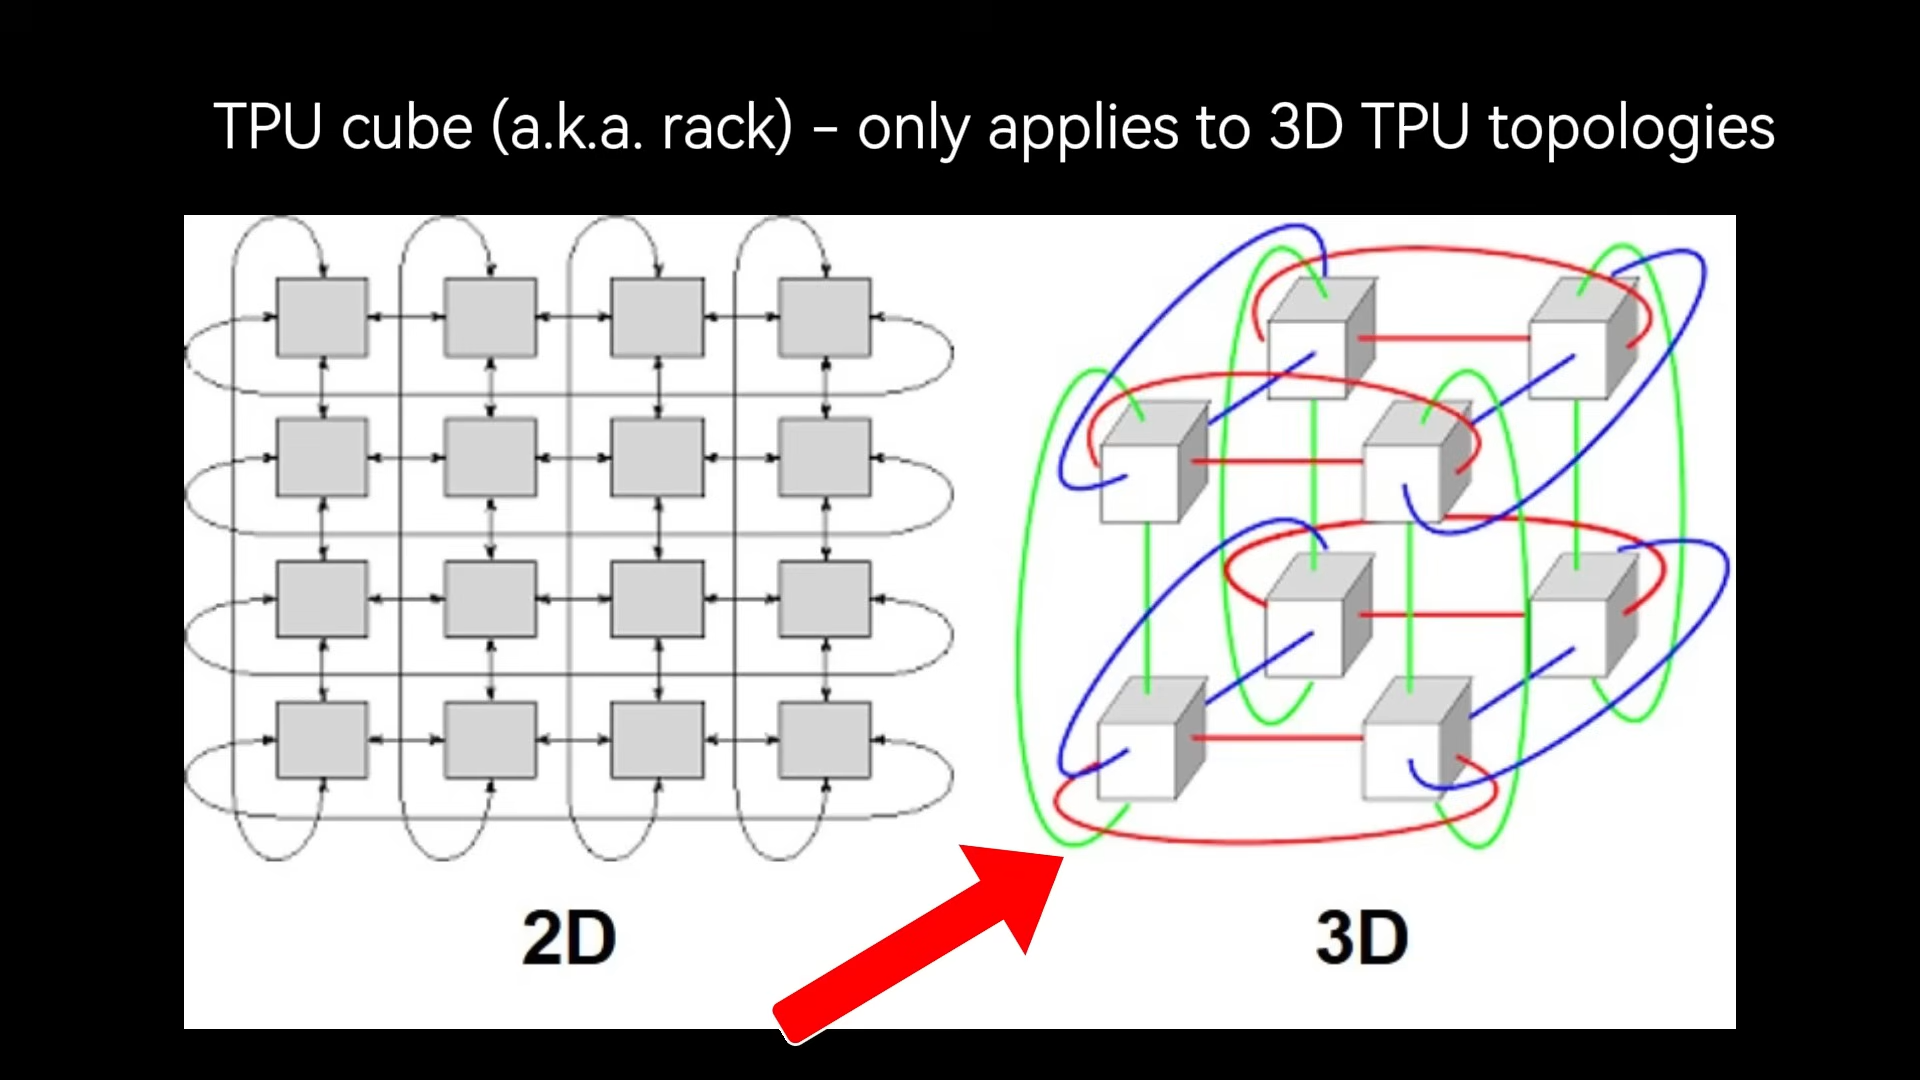 TPU cube (a.k.a. rack) – only applies to 3D TPU topologies
2D
3D